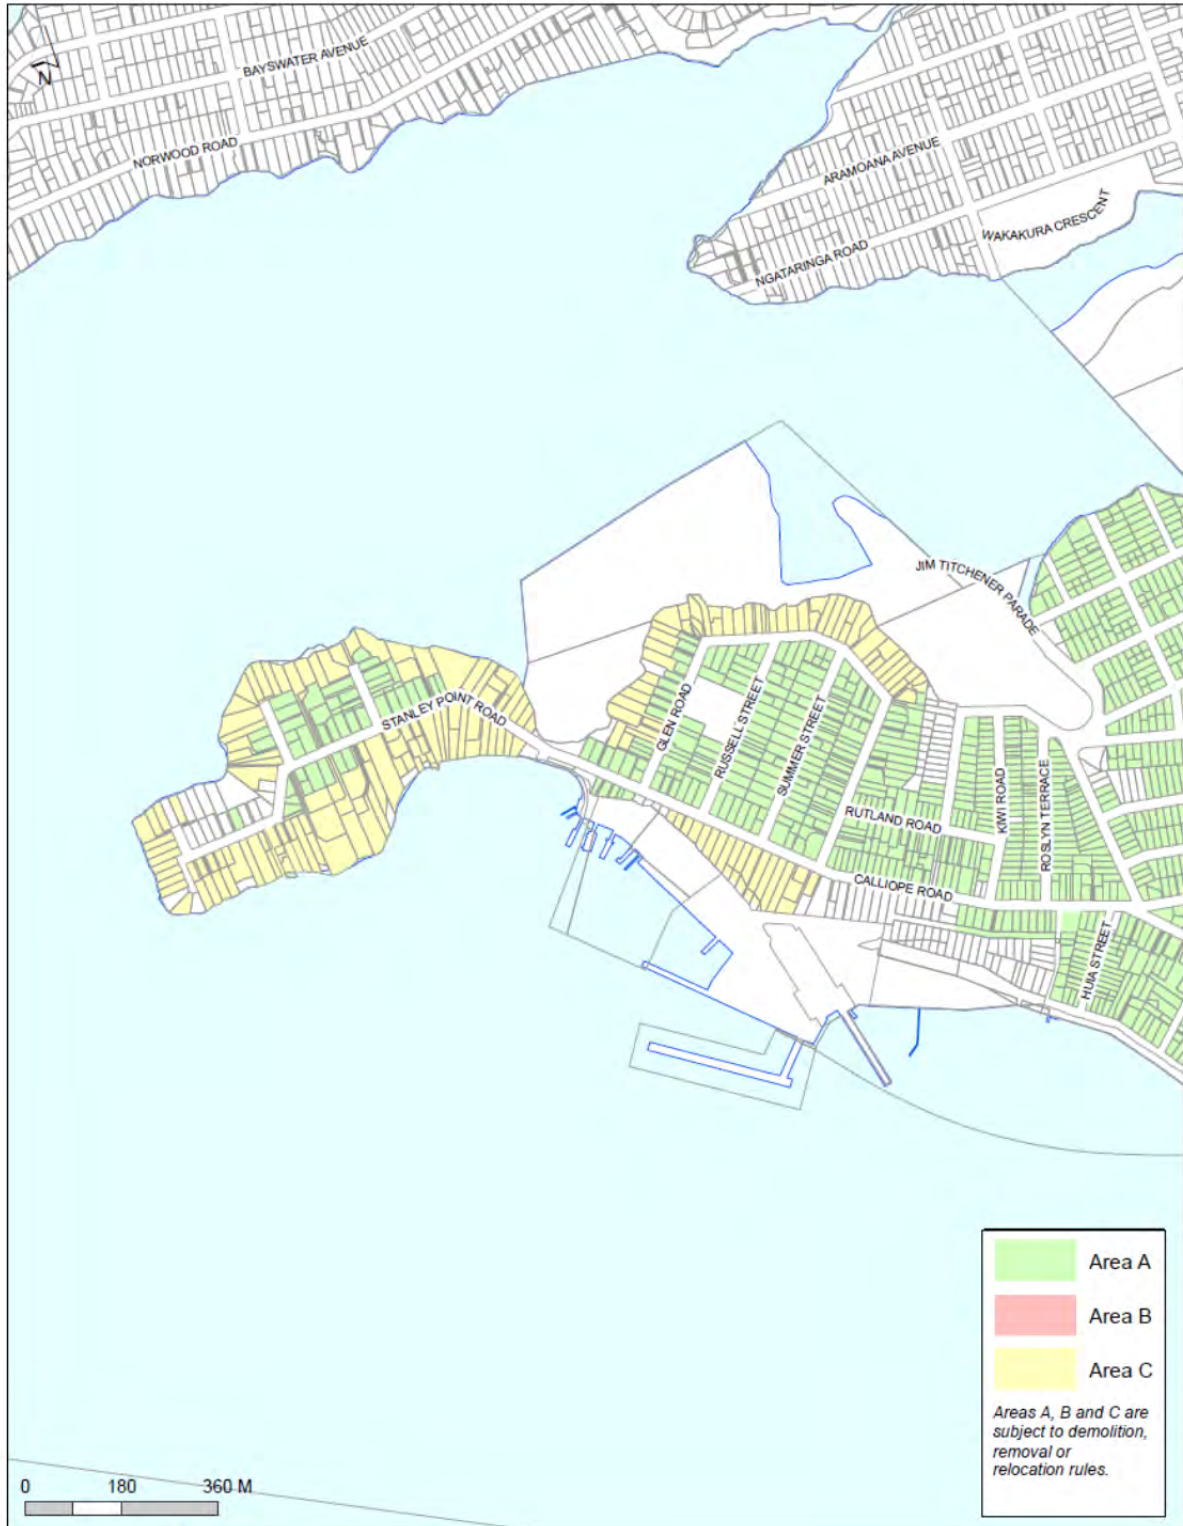 N
BAYSWATER AVENUE
NORWOOD ROAD
ARAMOANA AVENUE
WAKAKURA CRESCENT
NGATARINGA ROAD
JIM TITCHENER PARADE
STANLEY POINT ROAD
GLEN ROAD
RUSSELL STREET
SUMMER STREET
RUTLAND ROAD
KIWI ROAD
ROSLYN TERRACE
CALLIOPE ROAD
HUIA STREET
Area A
Area B
Area C
Areas A, B and C are
subject to demolition,
removal or
relocation rules.
0 180 360 M